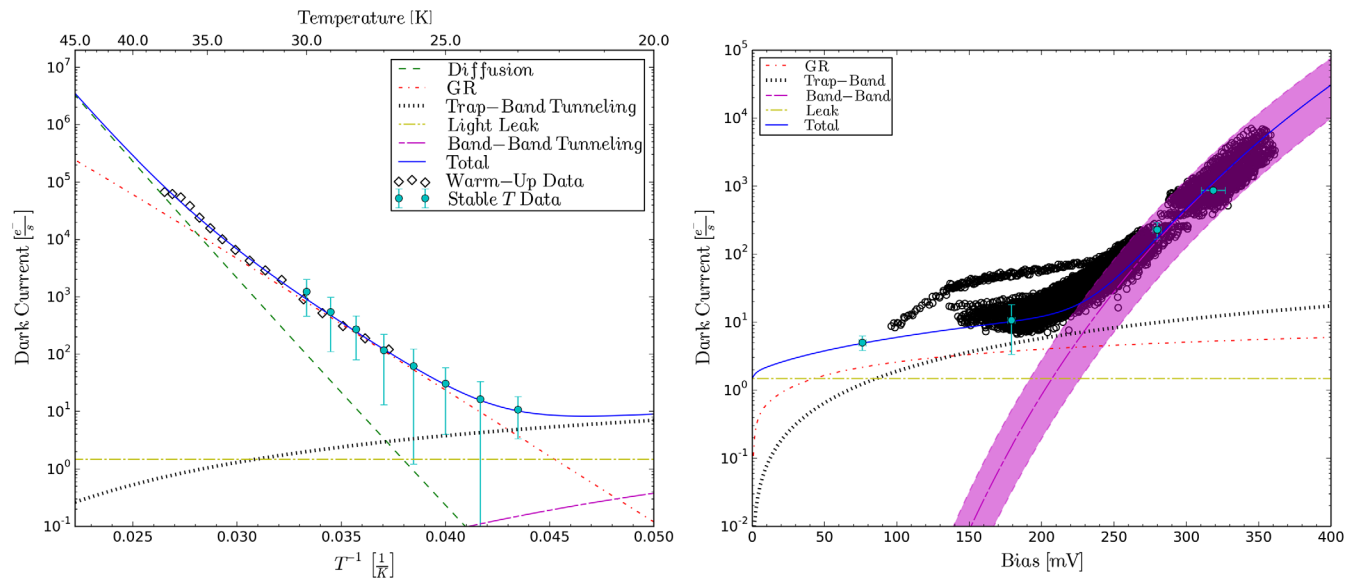 Temperature [K]
45.0 40.0 35.0 30.0 25.0 20.0
10^7
10^6
10^5
10^4
10^3
10^2
10^1
10^0
10^-1
Dark Current [e^-/s]
Diffusion
GR
Trap-Band Tunneling
Light Leak
Band-Band Tunneling
Total
Warm-Up Data
Stable T Data
0.025 0.030 0.035 0.040 0.045 0.050
T^-1 [1/K]
10^5
10^4
10^3
10^2
10^1
10^0
10^-1
10^-2
Dark Current [e^-/s]
GR
Trap-Band
Band-Band
Leak
Total
0 50 100 150 200 250 300 350 400
Bias [mV]